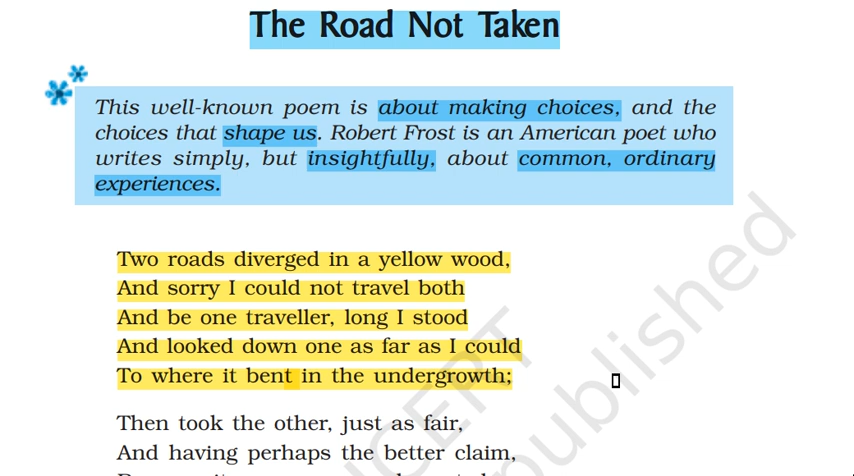 The Road Not Taken
This well-known poem is about making choices, and the
choices that shape us. Robert Frost is an American poet who
writes simply, but insightfully, about common, ordinary
experiences.
Two roads diverged in a yellow wood,
And sorry I could not travel both
And be one traveller, long I stood
And looked down one as far as I could
To where it bent in the undergrowth;
Then took the other, just as fair,
And having perhaps the better claim,